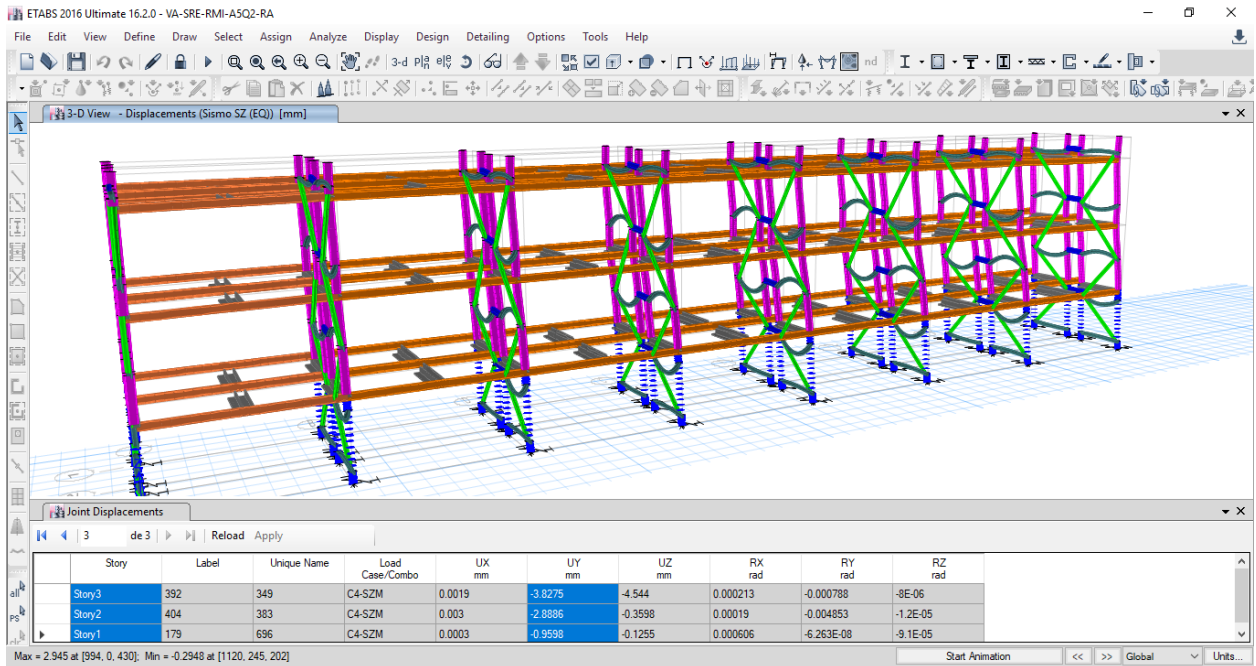 ETABS 2016 Ultimate 16.2.0 - VA-SRE-RMI-A5Q2-RA
File Edit View Define Draw Select Assign Analyze Display Design Detailing Options Tools Help
3-d nd
3-D View - Displacements (Sismo SZ (EQ)) [mm]
Joint Displacements
3 de 3 Reload Apply
Story Label Unique Name Load Case/Combo UX mm UY mm UZ mm RX rad RY rad RZ rad
Story3 392 349 C4-SZM 0.0019 -3.8275 -4.544 0.000213 -0.000788 -8E-06
Story2 404 383 C4-SZM 0.003 -2.8886 -0.3598 0.00019 -0.004853 -1.2E-05
Story1 179 696 C4-SZM 0.0003 -0.9598 -0.1255 0.000606 -6.263E-08 -9.1E-05
all
ps
clr
Max = 2.945 at [994, 0, 430]; Min = -0.2948 at [1120, 245, 202] Start Animation << >> Global Units...